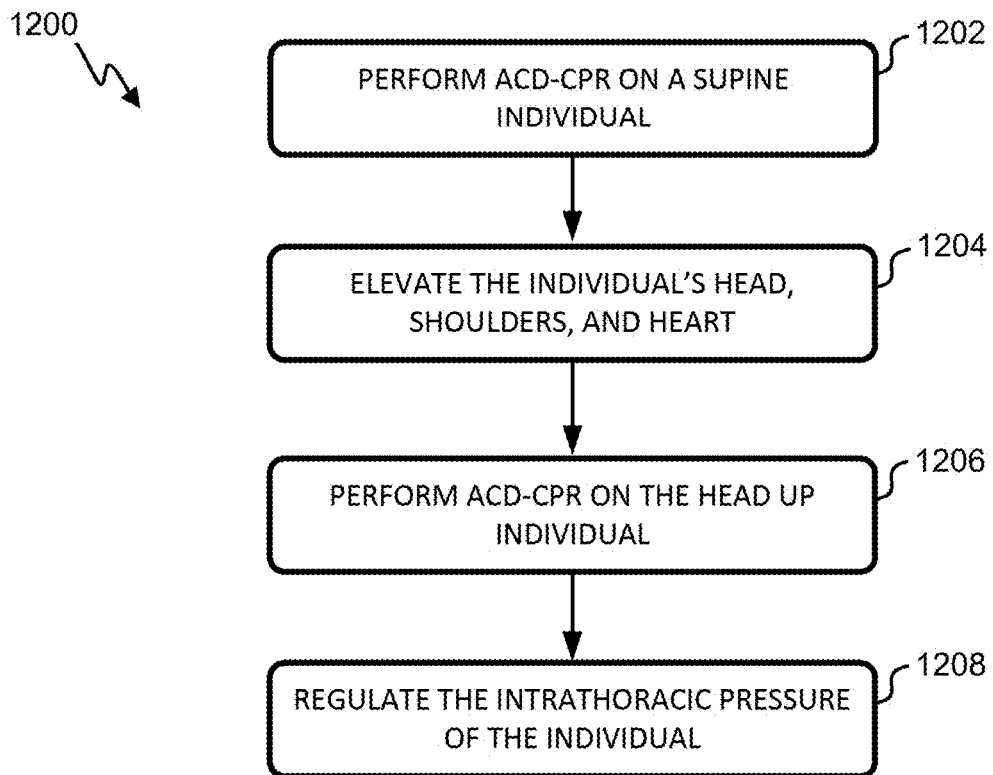 1200
1202
PERFORM ACD-CPR ON A SUPINE
INDIVIDUAL
1204
ELEVATE THE INDIVIDUAL'S HEAD,
SHOULDERS, AND HEART
1206
PERFORM ACD-CPR ON THE HEAD UP
INDIVIDUAL
1208
REGULATE THE INTRATHORACIC PRESSURE
OF THE INDIVIDUAL